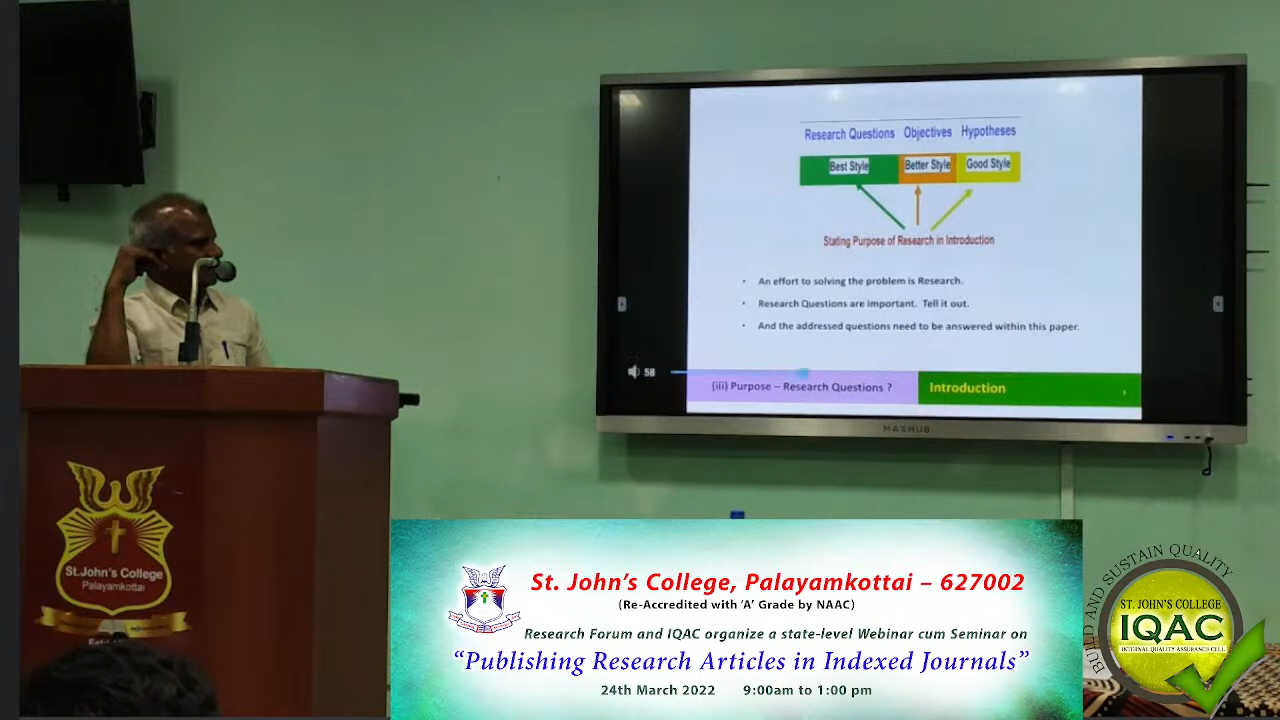 Research Questions Objectives Hypotheses
Best Style Better Style Good Style
Stating Purpose of Research in Introduction
• An effort to solving the problem is Research.
• Research Questions are important. Tell it out.
• And the addressed questions need to be answered within this paper.
58
(iii) Purpose – Research Questions ?
Introduction
MAXHUB
St.John's College
Palayamkottai
St. John's College, Palayamkottai – 627002
(Re-Accredited with 'A' Grade by NAAC)
Research Forum and IQAC organize a state-level Webinar cum Seminar on
“Publishing Research Articles in Indexed Journals”
24th March 2022 9:00am to 1:00 pm
BUILD AND SUSTAIN QUALITY
ST. JOHN'S COLLEGE
IQAC
INTERNAL QUALITY ASSURANCE CELL